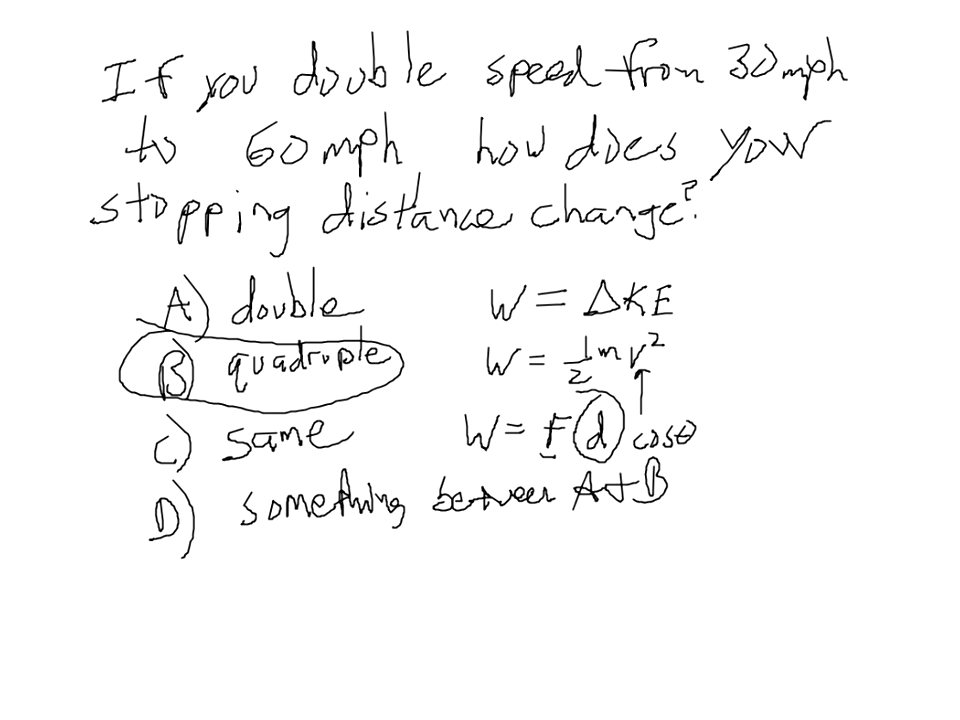 If you double speed from 30mph
to 60mph how does your
stopping distance change?
A) double
W = ΔKE
B) quadruple
W = 1/2 mv²
C) same
W = F(d) cosθ
D) something between A + B